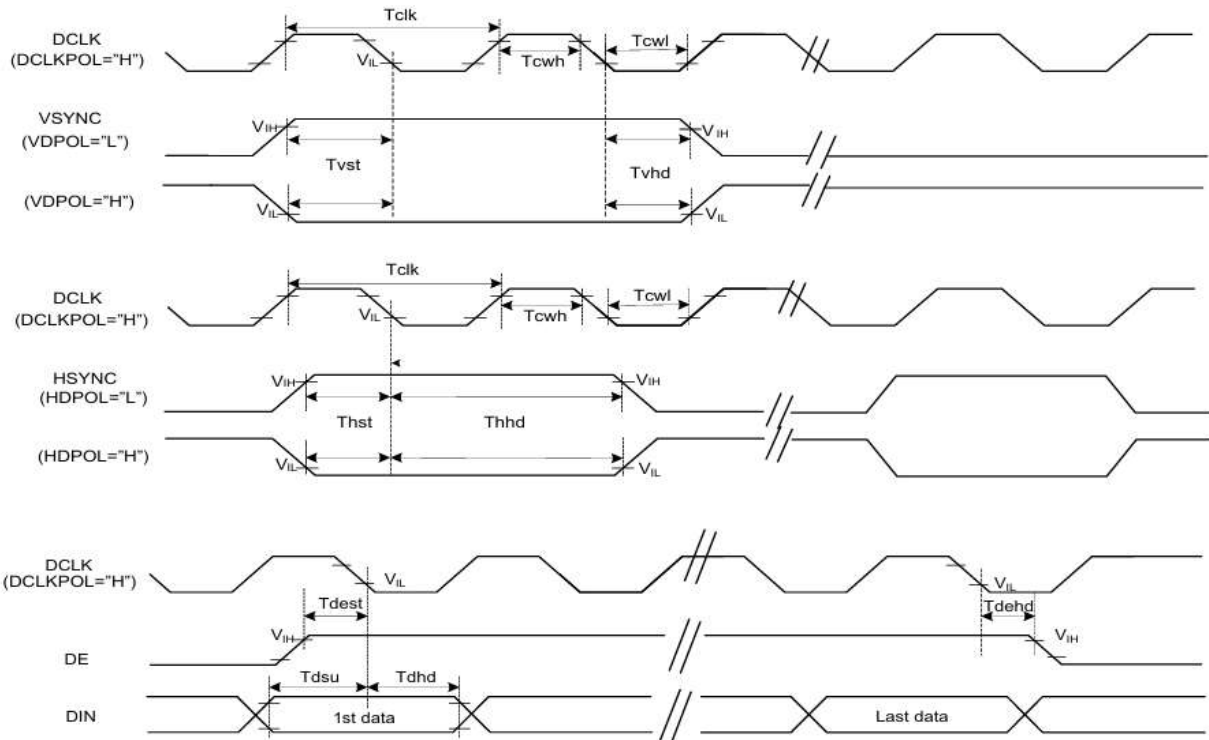 Tclk
DCLK
(DCLKPOL="H")
VIL
Tcwh
Tcwl
VSYNC
(VDPOL="L")
VIH
VIH
Tvst
Tvhd
(VDPOL="H")
VIL
VIL
Tclk
DCLK
(DCLKPOL="H")
VIL
Tcwh
Tcwl
HSYNC
(HDPOL="L")
VIH
VIH
Thst
Thhd
(HDPOL="H")
VIL
VIL
DCLK
(DCLKPOL="H")
VIL
VIL
Tdest
Tdehd
VIH
VIH
DE
Tdsu
Tdhd
DIN
1st data
Last data